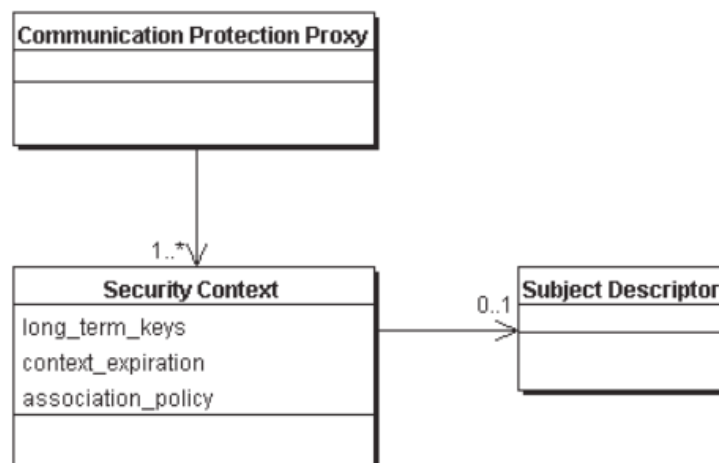 Communication Protection Proxy
1..*
Security Context
long_term_keys
context_expiration
association_policy
0..1
Subject Descriptor